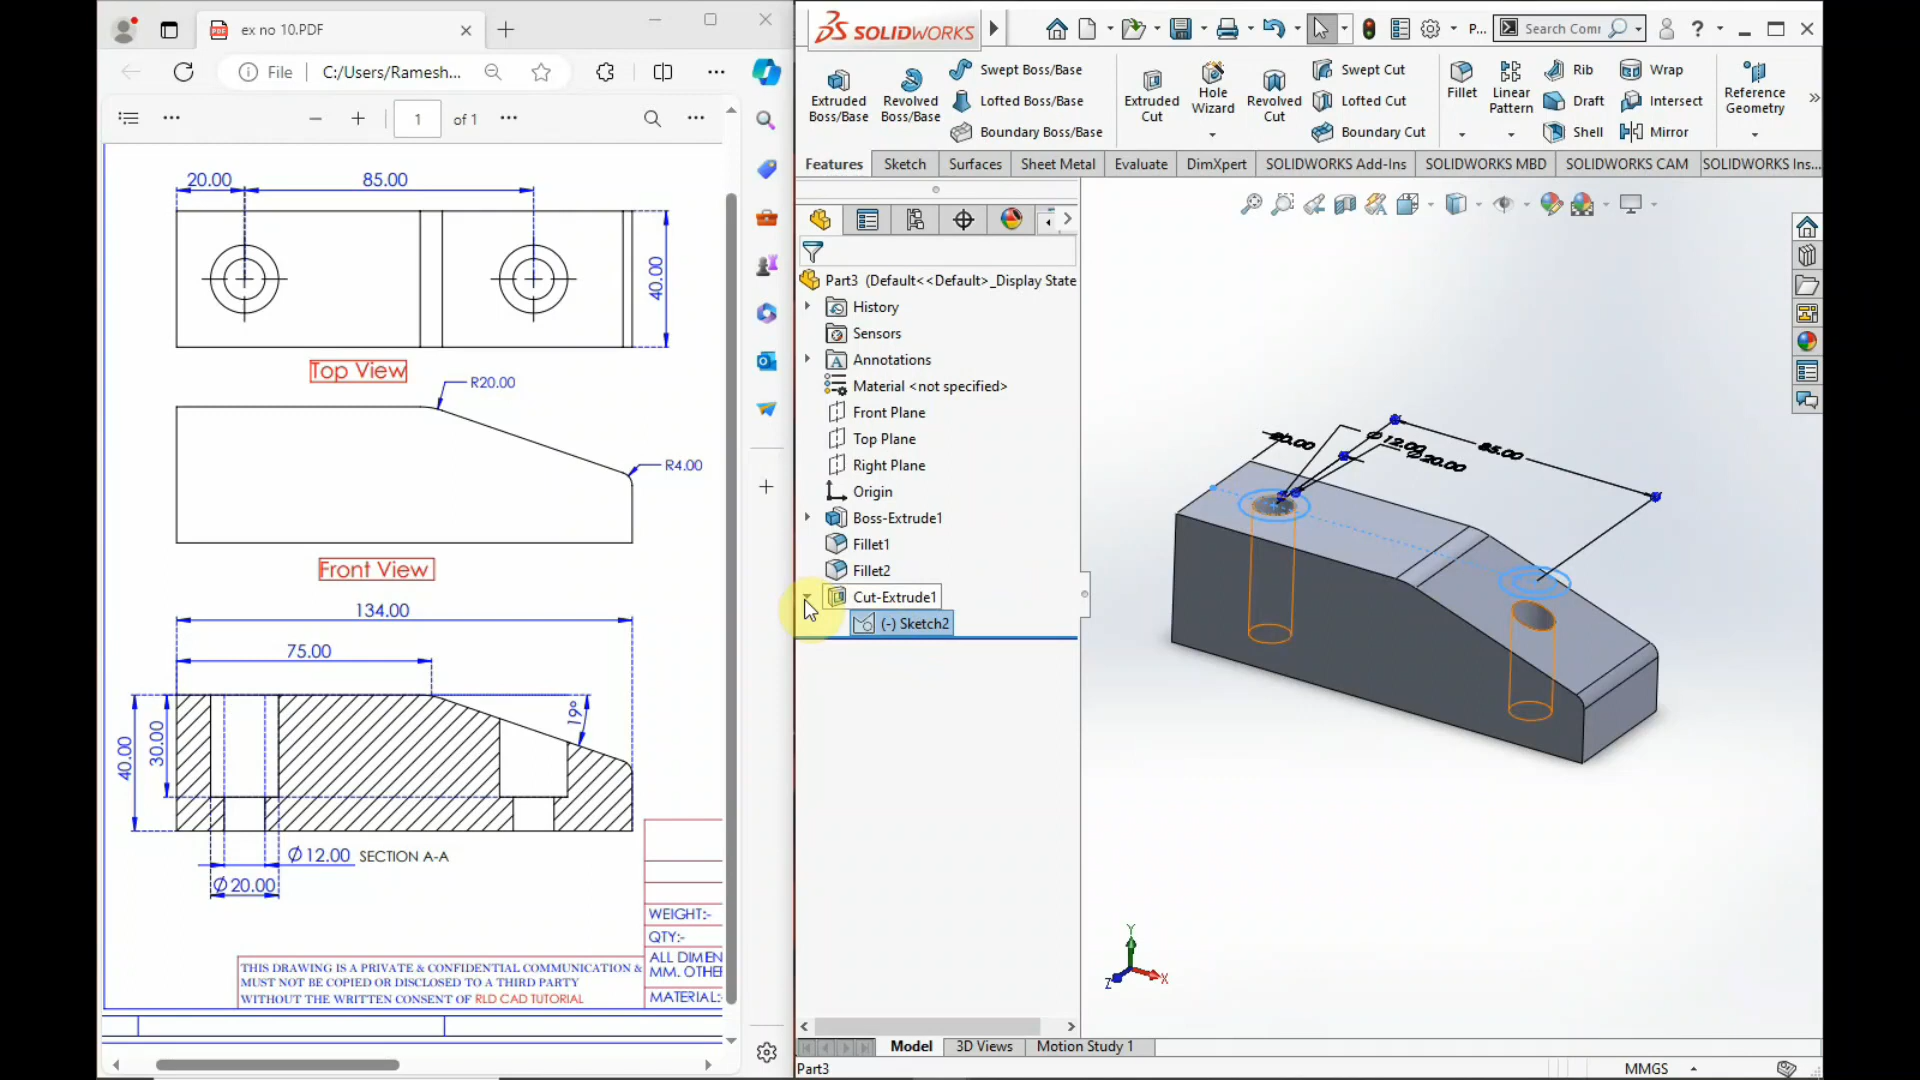 ex no 10.PDF
File
C:/Users/Ramesh...
1
of 1
20.00
85.00
40.00
Top View
R20.00
R4.00
Front View
134.00
75.00
19°
40.00
30.00
Ø12.00
SECTION A-A
Ø20.00
WEIGHT:-
QTY:-
ALL DIMEN
MM. OTHE
MATERIAL:
THIS DRAWING IS A PRIVATE & CONFIDENTIAL COMMUNICATION &
MUST NOT BE COPIED OR DISCLOSED TO A THIRD PARTY
WITHOUT THE WRITTEN CONSENT OF RLD CAD TUTORIAL
SOLIDWORKS
P...
Search Comr
Extruded
Boss/Base
Revolved
Boss/Base
Swept Boss/Base
Lofted Boss/Base
Boundary Boss/Base
Extruded
Cut
Hole
Wizard
Revolved
Cut
Swept Cut
Lofted Cut
Boundary Cut
Fillet
Linear
Pattern
Rib
Draft
Shell
Wrap
Intersect
Mirror
Reference
Geometry
Features
Sketch
Surfaces
Sheet Metal
Evaluate
DimXpert
SOLIDWORKS Add-Ins
SOLIDWORKS MBD
SOLIDWORKS CAM
SOLIDWORKS Ins...
Part3 (Default<<Default>_Display State
History
Sensors
Annotations
Material <not specified>
Front Plane
Top Plane
Right Plane
Origin
Boss-Extrude1
Fillet1
Fillet2
Cut-Extrude1
(-) Sketch2
20.00
Ø12.00
Ø20.00
85.00
Y
X
Z
Model
3D Views
Motion Study 1
Part3
MMGS